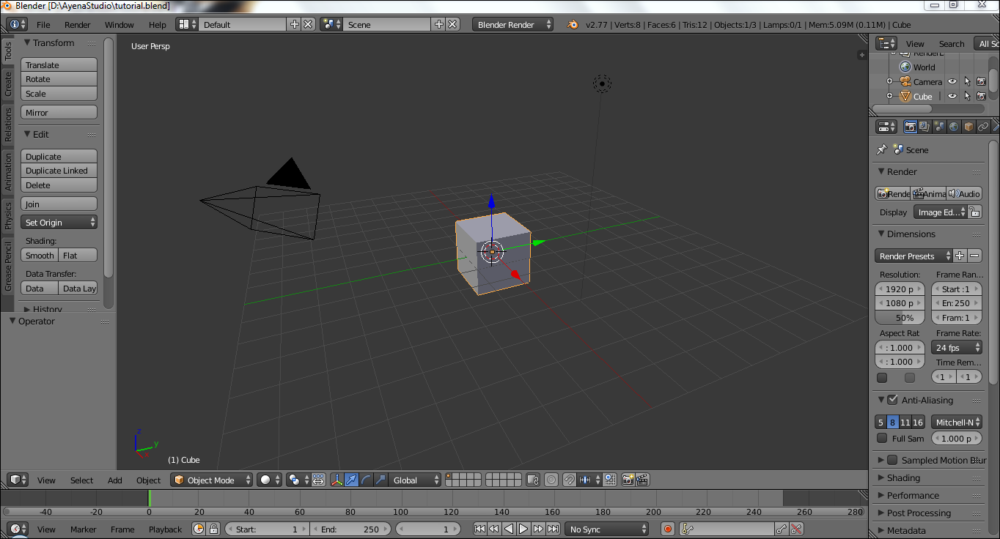 Blender [D:\AyenaStudio\tutorial.blend]
File Render Window Help Default Scene Blender Render v2.77 | Verts:8 | Faces:6 | Tris:12 | Objects:1/3 | Lamps:0/1 | Mem:5.09M (0.11M) | Cube
Tools
Create
Relations
Animation
Physics
Grease Pencil
Transform
Translate
Rotate
Scale
Mirror
Edit
Duplicate
Duplicate Linked
Delete
Join
Set Origin
Shading:
Smooth Flat
Data Transfer:
Data Data Lay
History
Operator
User Persp
z
y
x
(1) Cube
View Search All Sc
RenderL
World
Camera
Cube
Scene
Render
Rende Anima Audio
Display Image Ed...
Dimensions
Render Presets
Resolution: Frame Ran...
1920 p Start :1
1080 p En: 250
50% Fram: 1
Aspect Rat Frame Rate:
: 1.000 24 fps
: 1.000 Time Rem...
1 1
Anti-Aliasing
5 8 11 16 Mitchell-N
Full Sam 1.000 p
Sampled Motion Blur
Shading
Performance
Post Processing
Metadata
View Select Add Object Object Mode Global
-40 -20 0 20 40 60 80 100 120 140 160 180 200 220 240 260 280
View Marker Frame Playback Start: 1 End: 250 1 No Sync